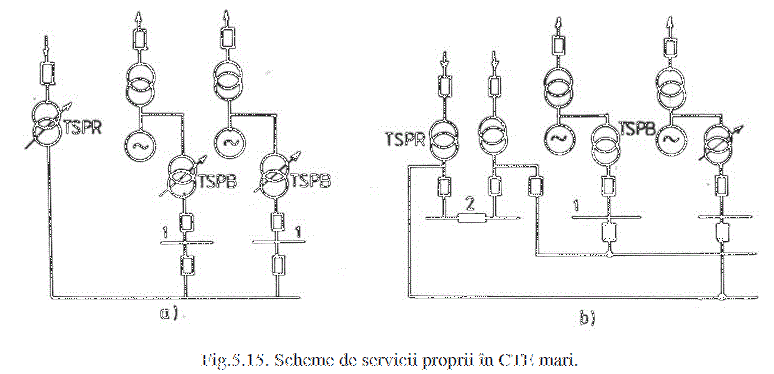 TSPR
TSPB
TSPB
1
1
a)
TSPR
TSPB
2
1
b)
Fig.5.15. Scheme de servicii proprii în CTE mari.